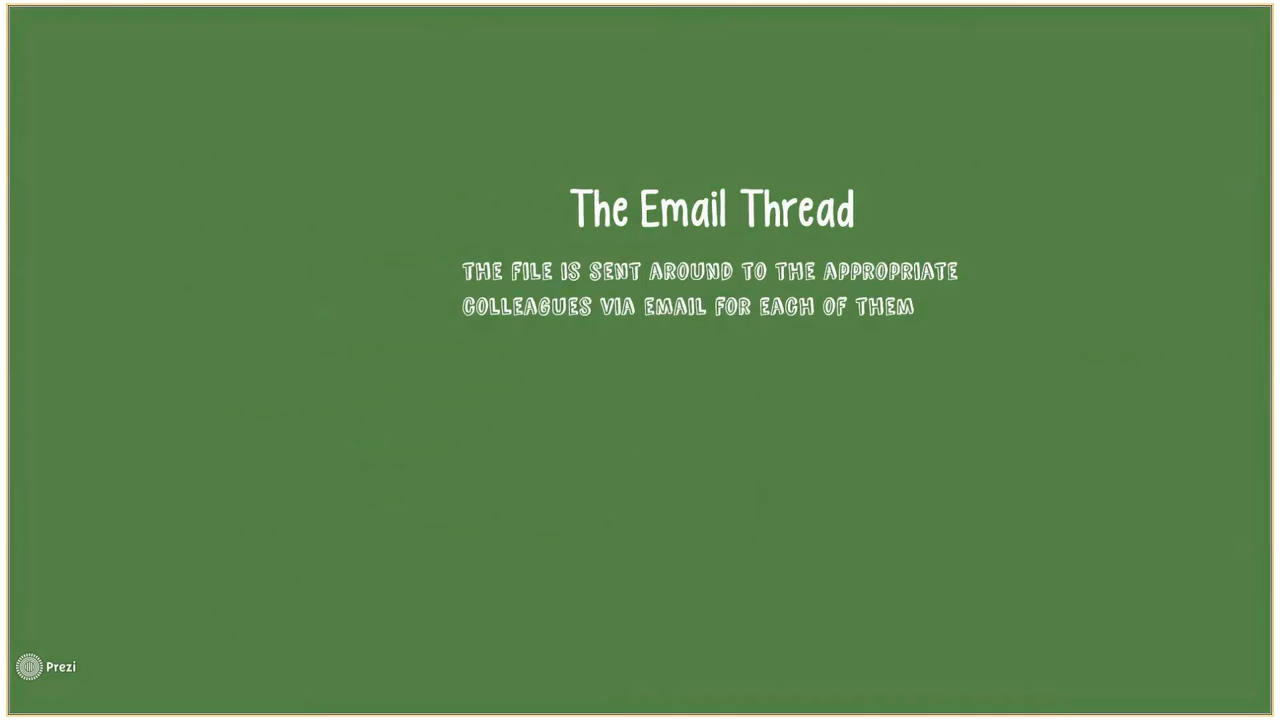 The Email Thread
THE FILE IS SENT AROUND TO THE APPROPRIATE
COLLEAGUES VIA EMAIL FOR EACH OF THEM
Prezi